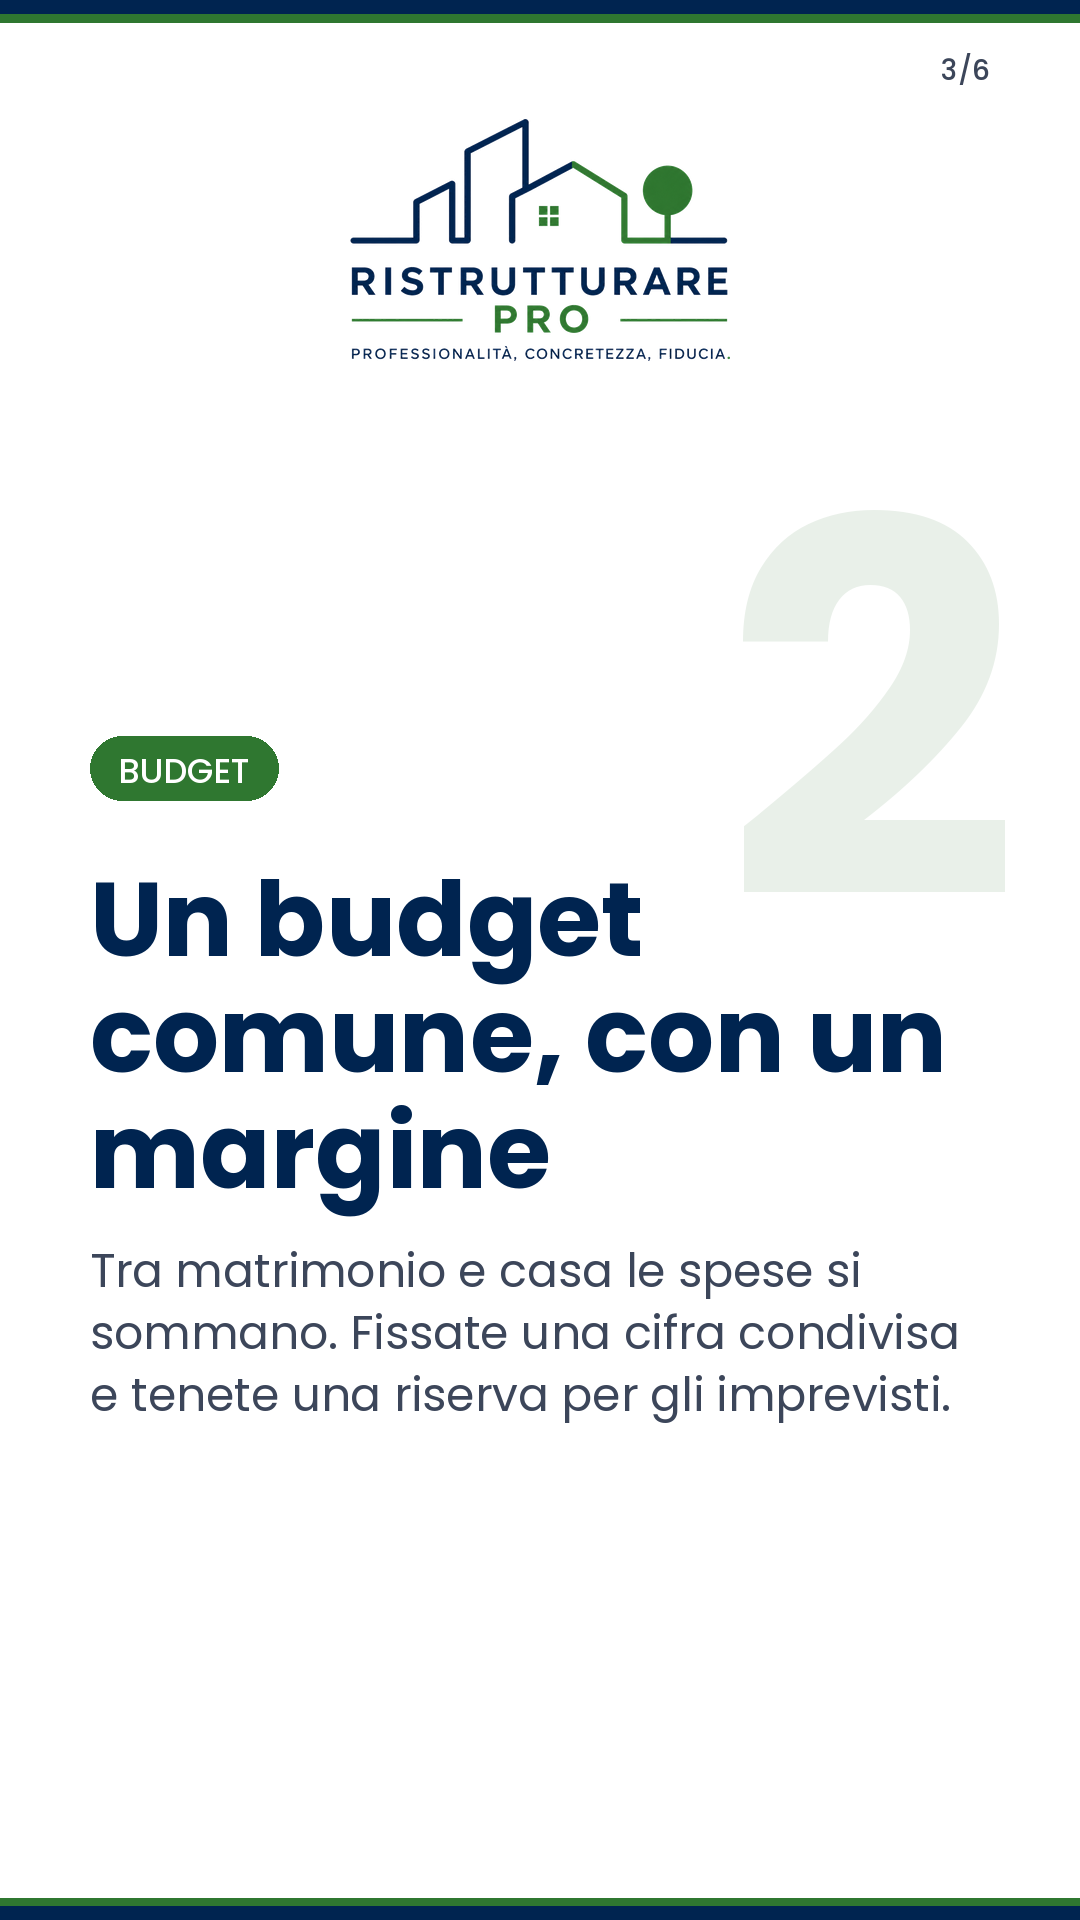 3/6
RISTRUTTURARE
PRO
PROFESSIONALITÀ, CONCRETEZZA, FIDUCIA.
2
BUDGET
Un budget
comune, con un
margine
Tra matrimonio e casa le spese si
sommano. Fissate una cifra condivisa
e tenete una riserva per gli imprevisti.